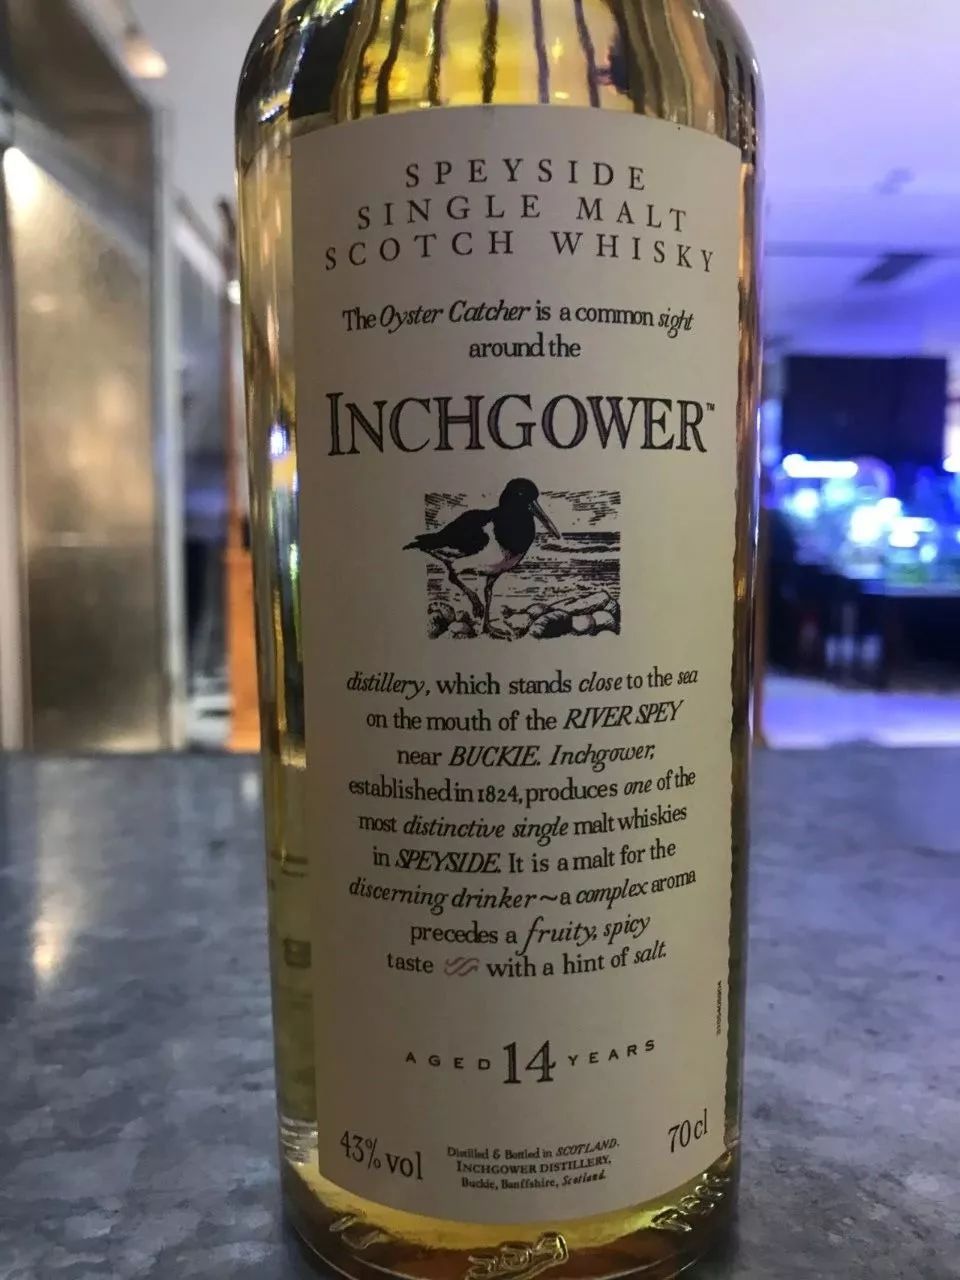 SPEYSIDE
SINGLE MALT
SCOTCH WHISKY
The Oyster Catcher is a common sight
around the
INCHGOWER™
distillery, which stands close to the sea
on the mouth of the RIVER SPEY
near BUCKIE. Inchgower,
established in 1824, produces one of the
most distinctive single malt whiskies
in SPEYSIDE. It is a malt for the
discerning drinker ~ a complex aroma
precedes a fruity, spicy
taste with a hint of salt.
AGED 14 YEARS
43% vol
70 cl
Distilled & Bottled in SCOTLAND.
INCHGOWER DISTILLERY,
Buckie, Banffshire, Scotland.